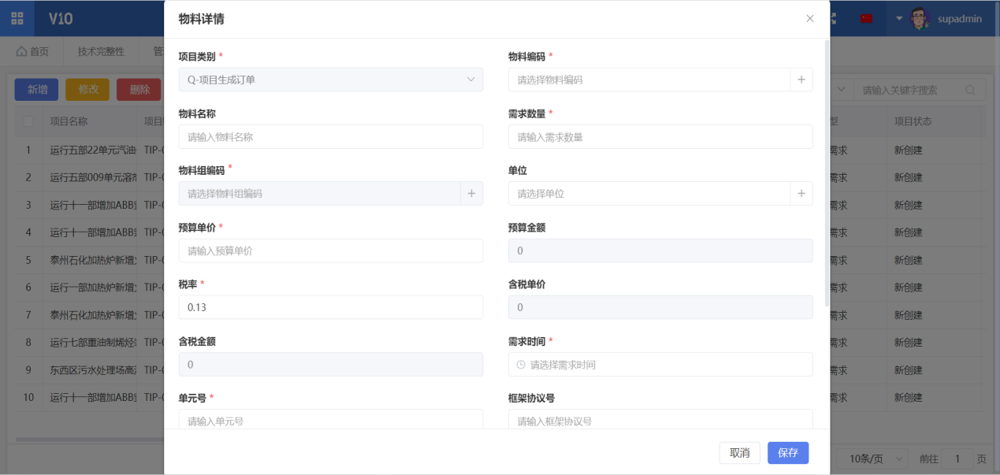 V10
物料详情
supadmin
首页
技术完整性
管
新增
修改
删除
请输入关键字搜索
项目名称
项目
型
项目状态
1 运行五部22单元汽油 TIP-0 需求 新创建
2 运行五部009单元溶剂 TIP-0 需求 新创建
3 运行十一部增加ABB TIP-0 需求 新创建
4 运行十一部增加ABB TIP-0 需求 新创建
5 泰州石化加热炉新增 TIP-0 需求 新创建
6 运行一部加热炉新增 TIP-0 需求 新创建
7 泰州石化加热炉新增 TIP-0 需求 新创建
8 运行七部重油制烯烃 TIP-0 需求 新创建
9 东西区污水处理场高 TIP-0 需求 新创建
10 运行十一部增加ABB TIP-0 需求 新创建
项目类别 *
Q-项目生成订单
物料编码 *
请选择物料编码
物料名称
请输入物料名称
需求数量 *
请输入需求数量
物料组编码 *
请选择物料组编码
单位
请选择单位
预算单价 *
请输入预算单价
预算金额
0
税率 *
0.13
含税单价
0
含税金额
0
需求时间 *
请选择需求时间
单元号 *
请输入单元号
框架协议号
请输入框架协议号
取消
保存
10条/页
前往 1 页